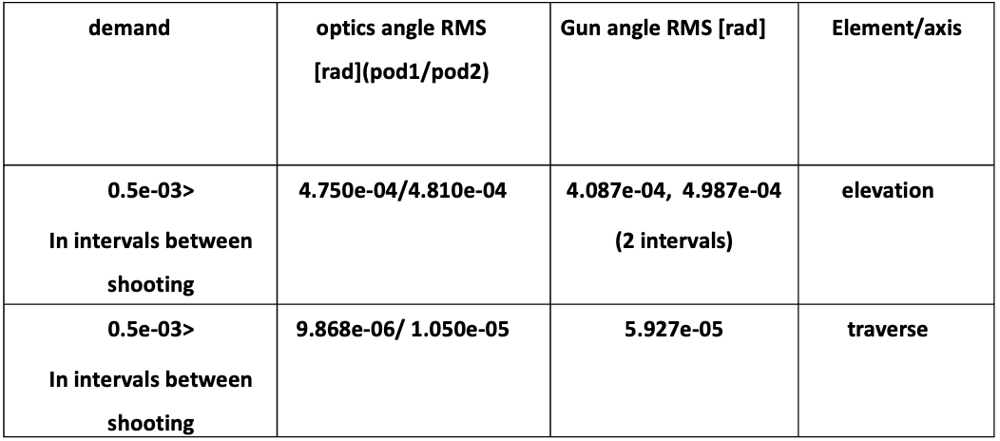 demand
optics angle RMS
[rad](pod1/pod2)
Gun angle RMS [rad]
Element/axis
0.5e-03>
In intervals between
shooting
4.750e-04/4.810e-04
4.087e-04, 4.987e-04
(2 intervals)
elevation
0.5e-03>
In intervals between
shooting
9.868e-06/ 1.050e-05
5.927e-05
traverse